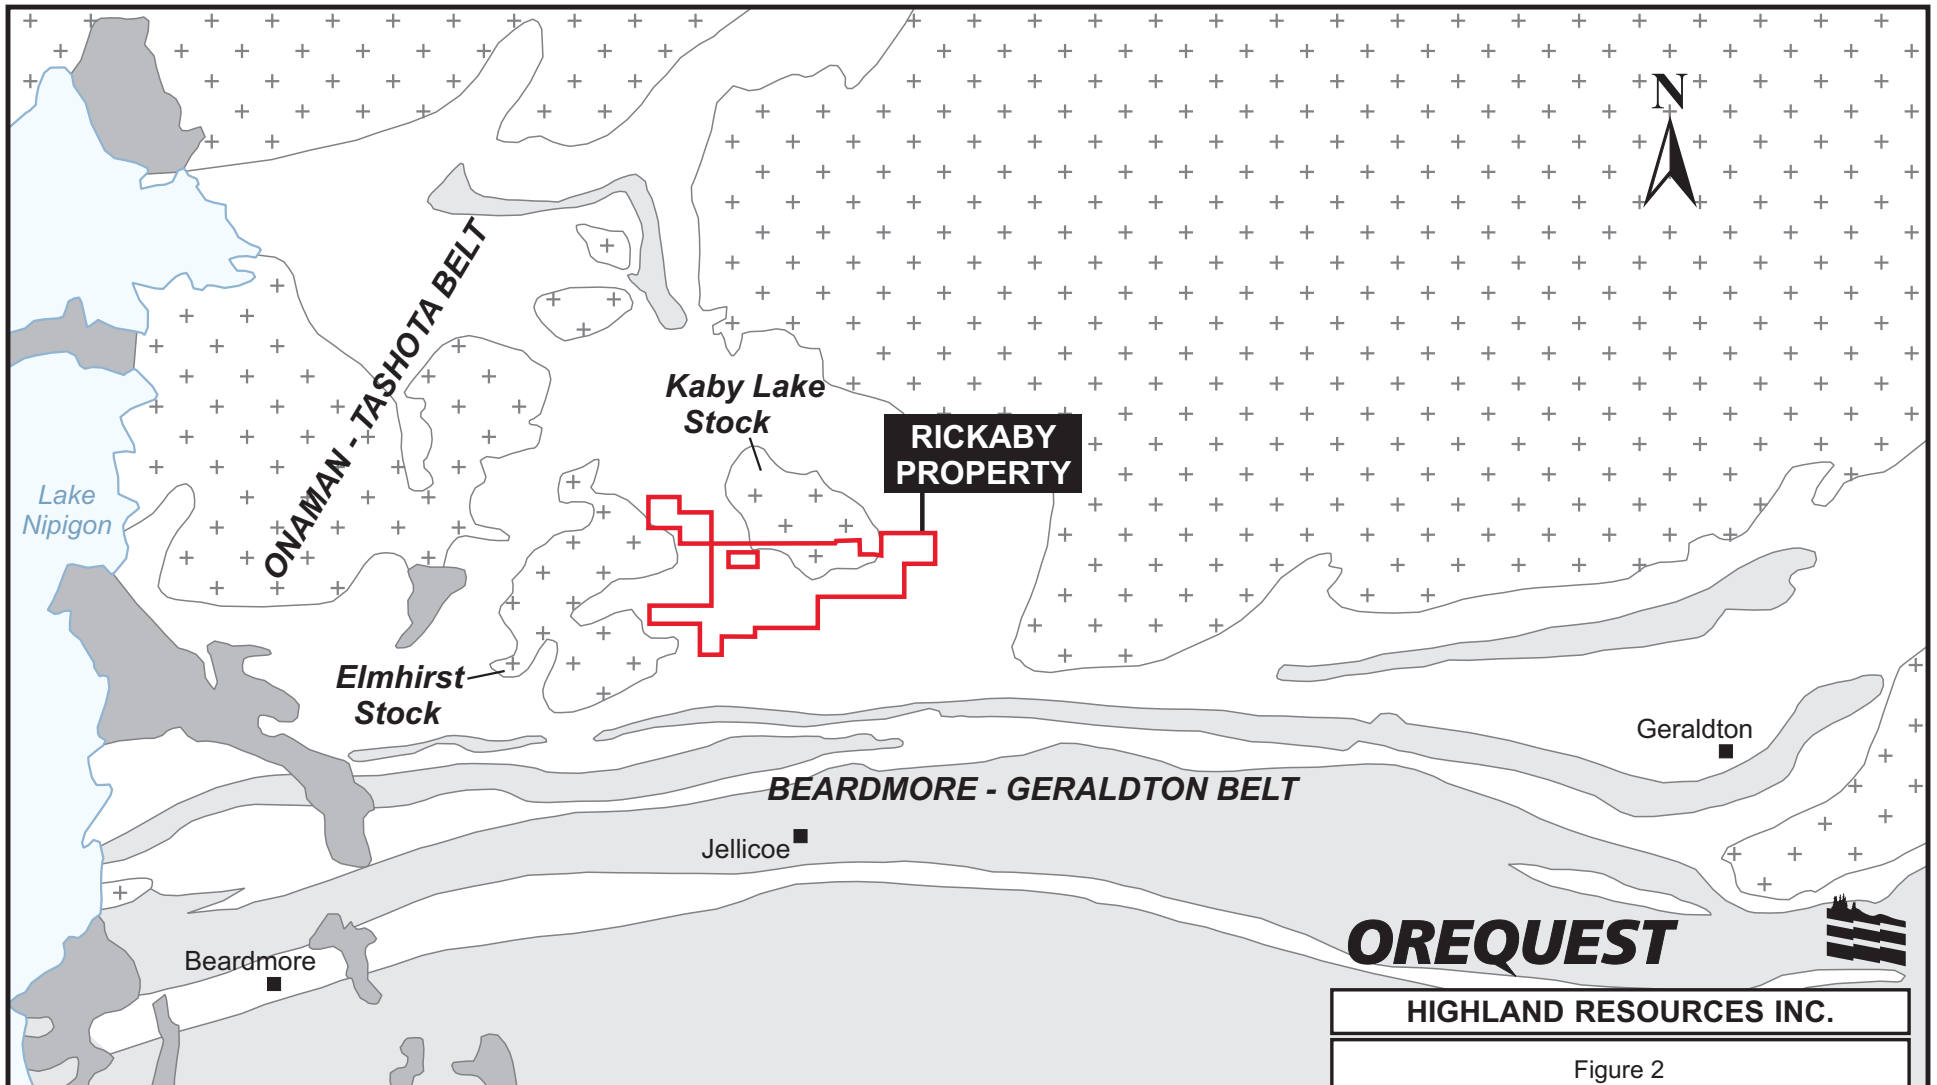 N
ONAMAN - TASHOTA BELT
Kaby Lake
Stock
RICKABY
PROPERTY
Lake
Nipigon
Elmhirst
Stock
Geraldton
BEARDMORE - GERALDTON BELT
Jellicoe
Beardmore
OREQUEST
HIGHLAND RESOURCES INC.
Figure 2